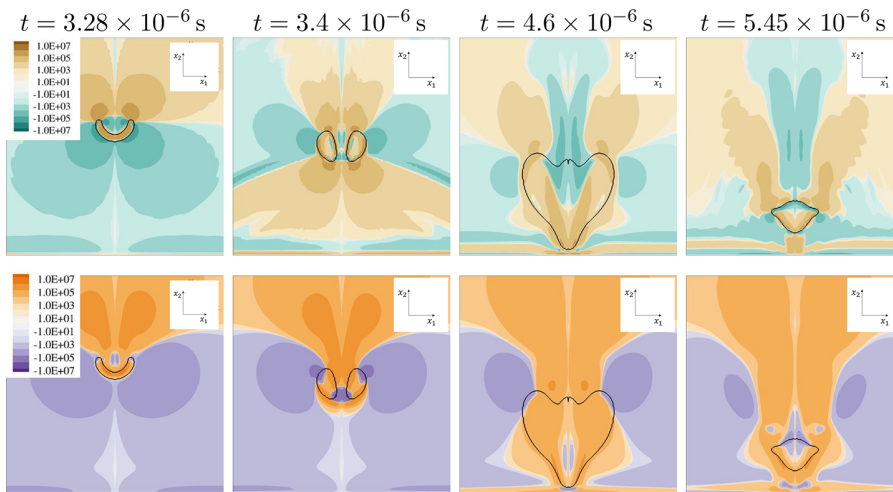 t = 3.28 × 10⁻⁶ s
t = 3.4 × 10⁻⁶ s
t = 4.6 × 10⁻⁶ s
t = 5.45 × 10⁻⁶ s
1.0E+07
1.0E+05
1.0E+03
1.0E+01
-1.0E+01
-1.0E+03
-1.0E+05
-1.0E+07
x₂
x₁
x₂
x₁
x₂
x₁
x₂
x₁
1.0E+07
1.0E+05
1.0E+03
1.0E+01
-1.0E+01
-1.0E+03
-1.0E+05
-1.0E+07
x₂
x₁
x₂
x₁
x₂
x₁
x₂
x₁